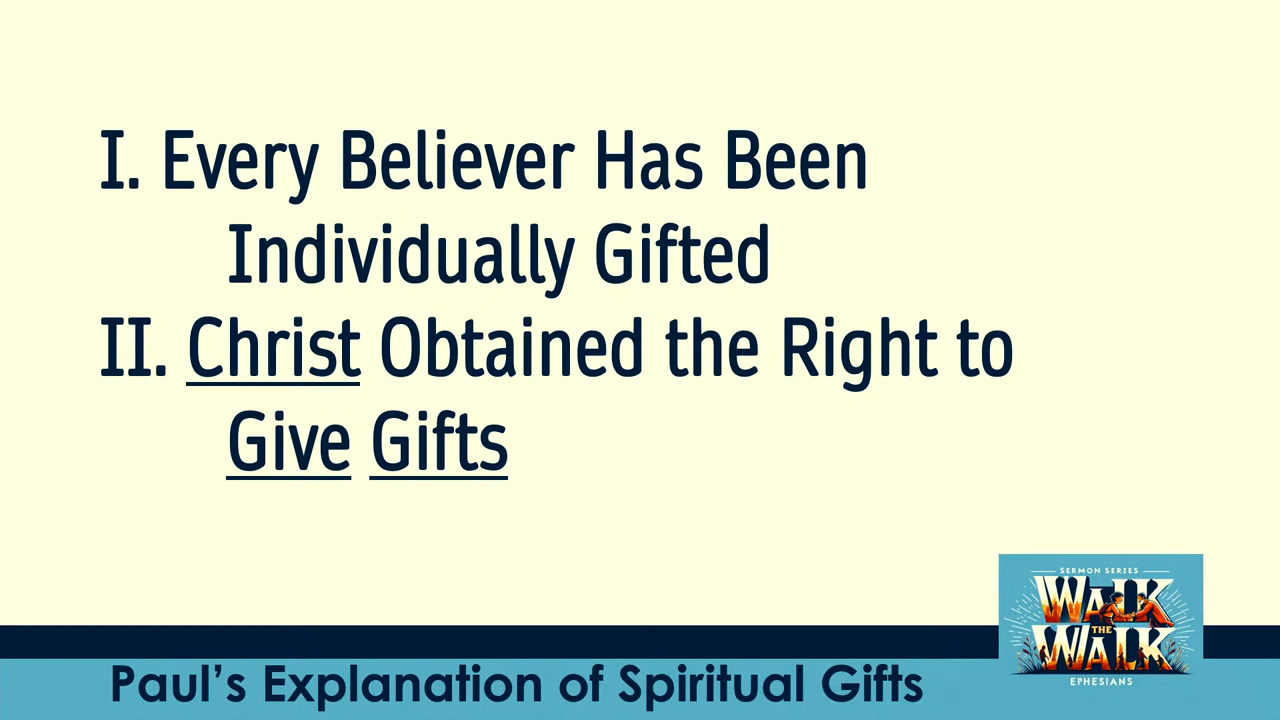 I. Every Believer Has Been
Individually Gifted
II. Christ Obtained the Right to
Give Gifts
SERMON SERIES
WALK
THE
WALK
EPHESIANS
Paul’s Explanation of Spiritual Gifts